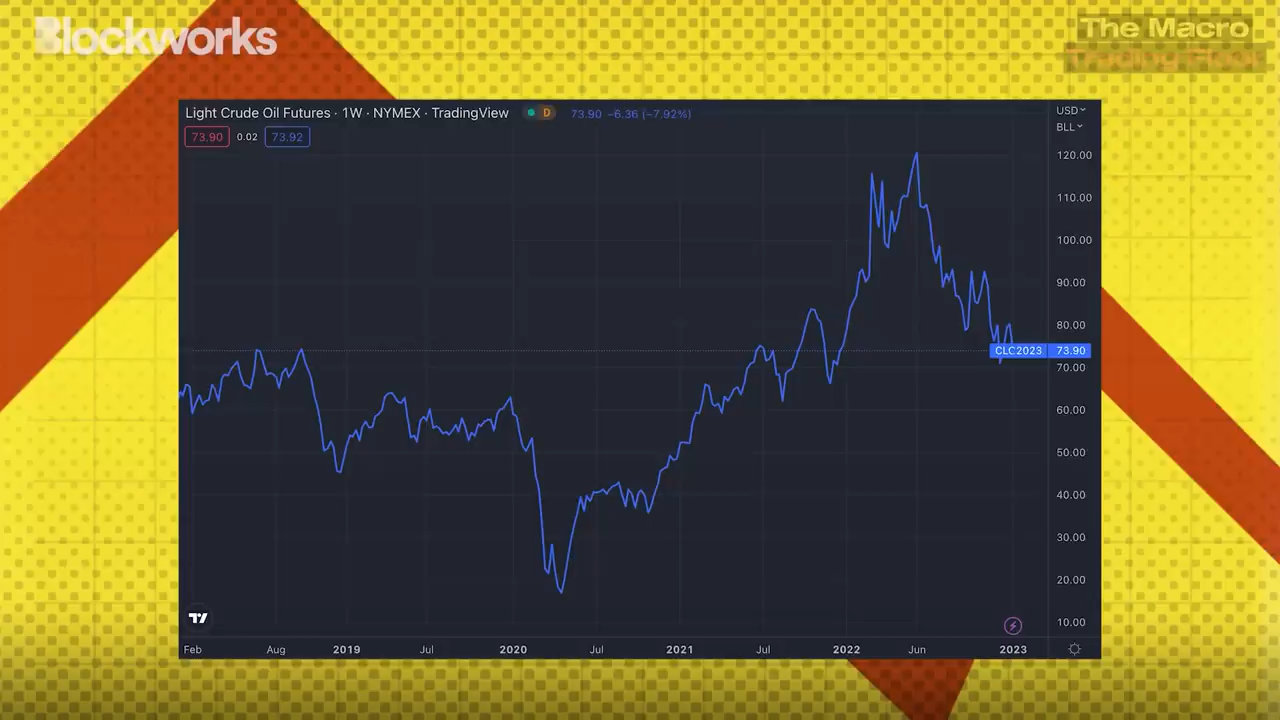 Blockworks
The Macro
Trading Floor
Light Crude Oil Futures · 1W · NYMEX · TradingView
D
73.90 −6.36 (−7.92%)
USD
73.90 0.02 73.92
BLL
120.00
110.00
100.00
90.00
80.00
CLC2023 73.90
70.00
60.00
50.00
40.00
30.00
20.00
10.00
Feb Aug 2019 Jul 2020 Jul 2021 Jul 2022 Jun 2023